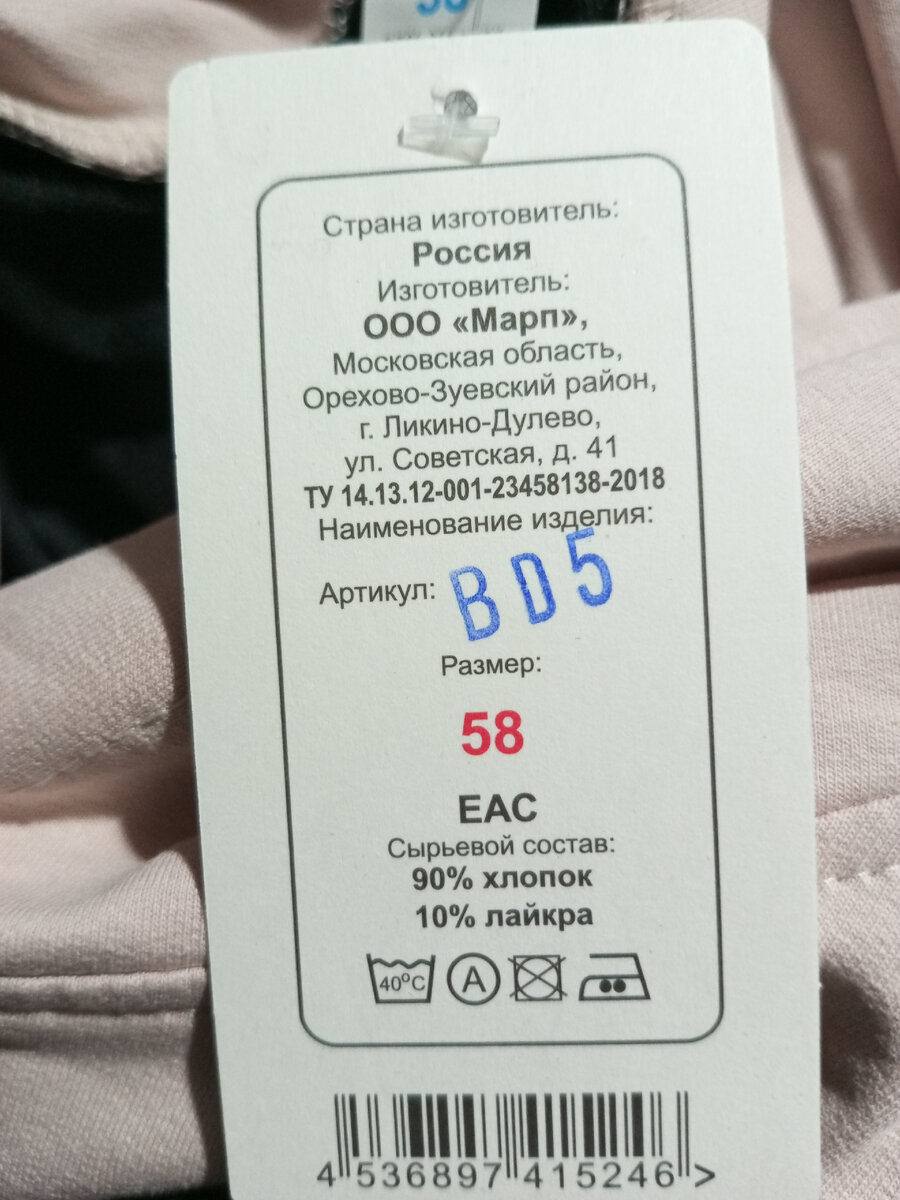 Страна изготовитель:
Россия
Изготовитель:
ООО «Марп»,
Московская область,
Орехово-Зуевский район,
г. Ликино-Дулево,
ул. Советская, д. 41
ТУ 14.13.12-001-23458138-2018
Наименование изделия:
Артикул: BD5
Размер:
58
ЕАС
Сырьевой состав:
90% хлопок
10% лайкра
40°C A
4 536897 415246 >